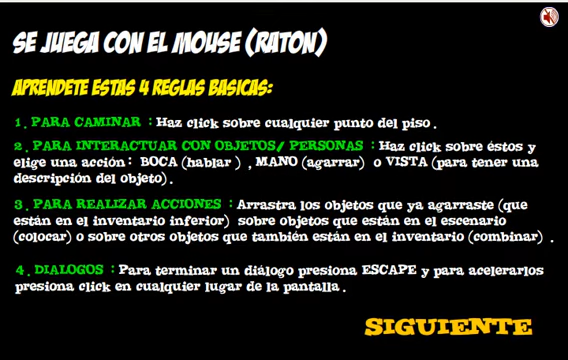 SE JUEGA CON EL MOUSE (RATON)
APRENDETE ESTAS 4 REGLAS BASICAS:
1. PARA CAMINAR : Haz click sobre cualquier punto del piso.
2. PARA INTERACTUAR CON OBJETOS/ PERSONAS : Haz click sobre éstos y
elige una acción: BOCA (hablar ) , MANO (agarrar) o VISTA (para tener una
descripción del objeto).
3. PARA REALIZAR ACCIONES : Arrastra los objetos que ya agarraste (que
están en el inventario inferior) sobre objetos que están en el escenario
(colocar) o sobre otros objetos que también están en el inventario (combinar) .
4. DIALOGOS : Para terminar un diálogo presiona ESCAPE y para acelerarlos
presiona click en cualquier lugar de la pantalla.
SIGUIENTE